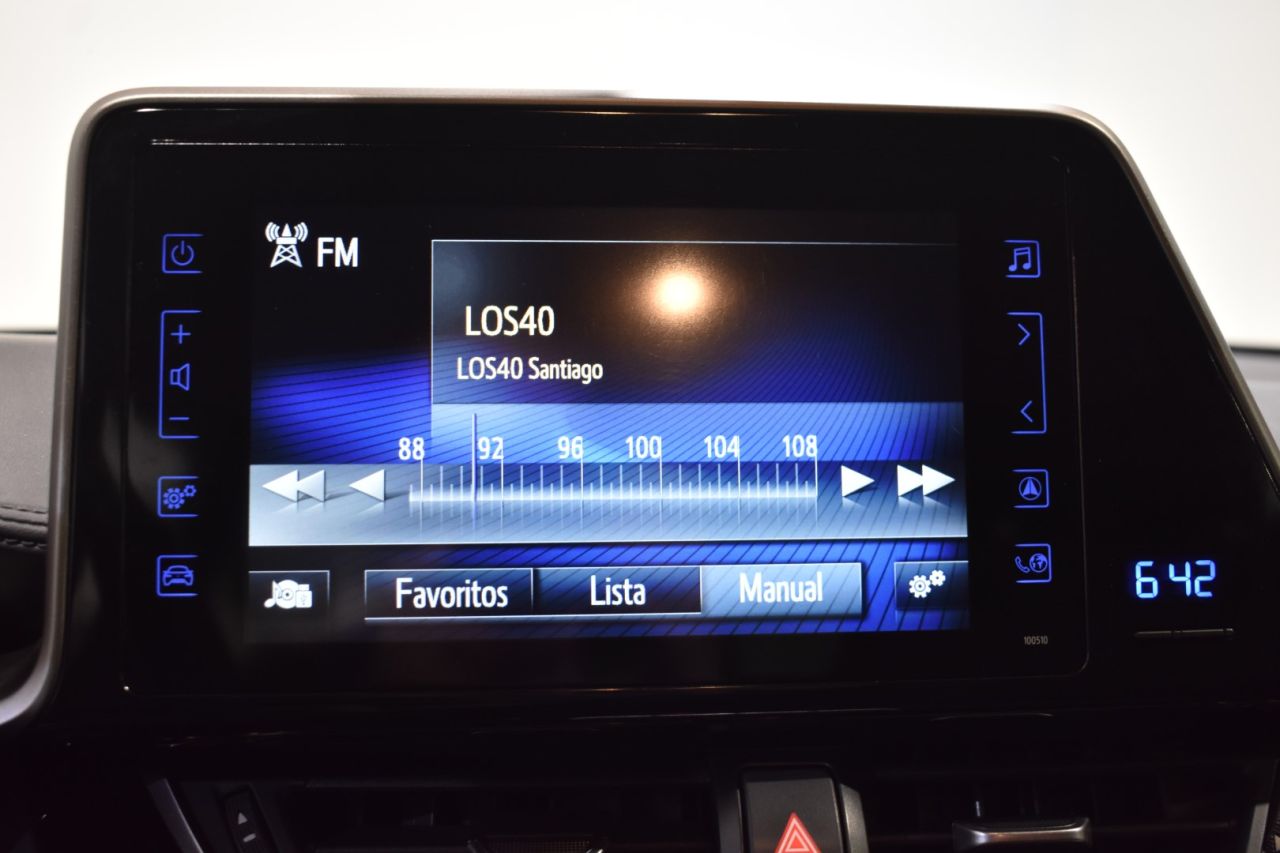 FM
LOS40
LOS40 Santiago
88 92 96 100 104 108
Favoritos Lista Manual
6 42
100510